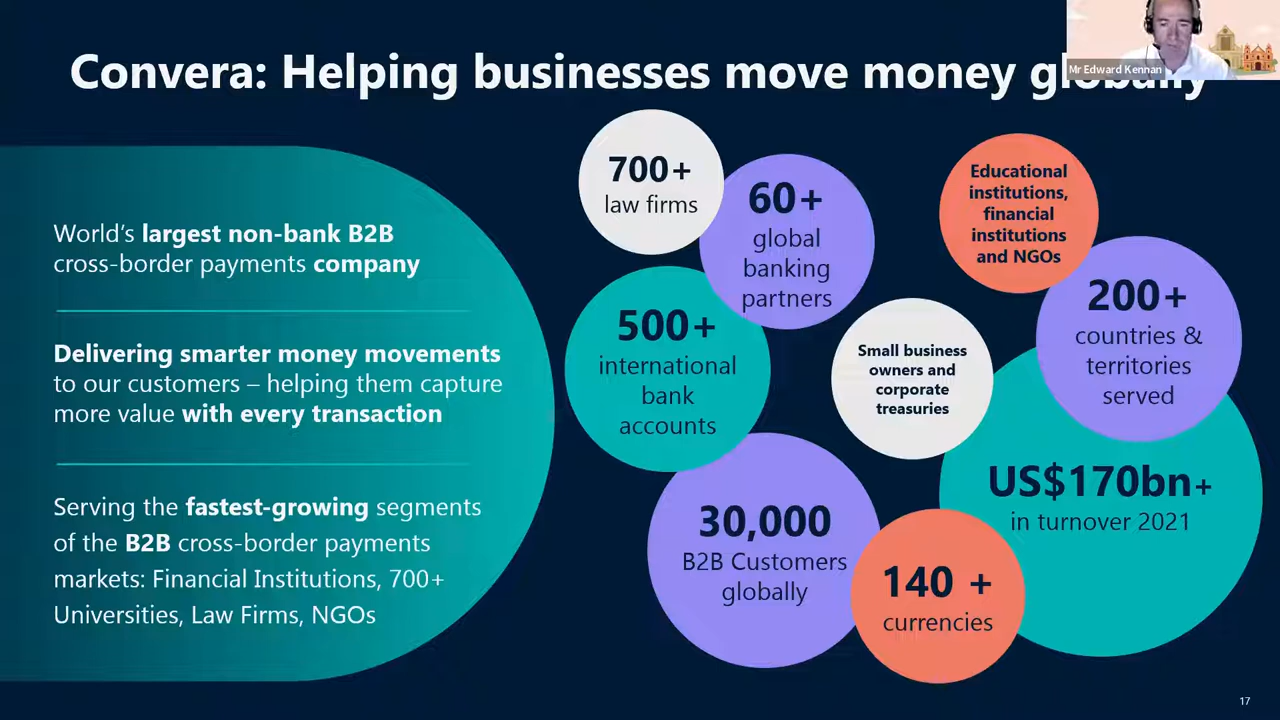 Convera: Helping businesses move money globally
Mr Edward Kennan
World's largest non-bank B2B
cross-border payments company
Delivering smarter money movements
to our customers – helping them capture
more value with every transaction
Serving the fastest-growing segments
of the B2B cross-border payments
markets: Financial Institutions, 700+
Universities, Law Firms, NGOs
700+
law firms
60+
global
banking
partners
500+
international
bank
accounts
30,000
B2B Customers
globally
Small business
owners and
corporate
treasuries
140 +
currencies
Educational
institutions,
financial
institutions
and NGOs
200+
countries &
territories
served
US$170bn+
in turnover 2021
17